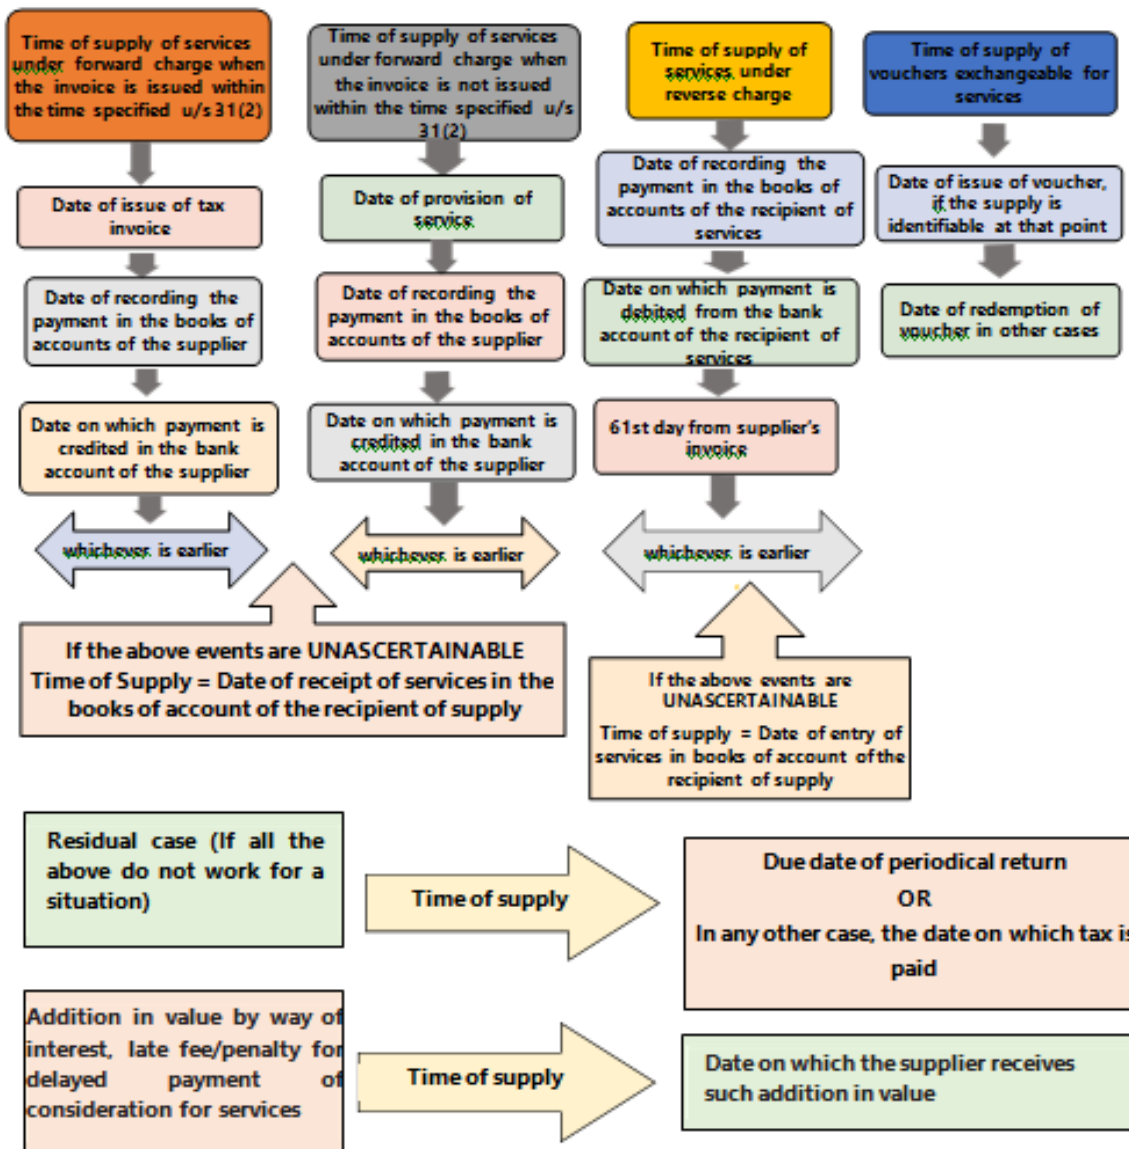 Time of supply of services
under forward charge when
the invoice is issued within
the time specified u/s 31(2)
Date of issue of tax
invoice
Date of recording the
payment in the books of
accounts of the supplier
Date on which payment is
credited in the bank
account of the supplier
whichever is earlier
Time of supply of services
under forward charge when
the invoice is not issued
within the time specified u/s
31(2)
Date of provision of
service
Date of recording the
payment in the books of
accounts of the supplier
Date on which payment is
credited in the bank
account of the supplier
whichever is earlier
If the above events are UNASCERTAINABLE
Time of Supply = Date of receipt of services in the
books of account of the recipient of supply
Time of supply of
services under
reverse charge
Date of recording the
payment in the books of
accounts of the recipient of
services
Date on which payment is
debited from the bank
account of the recipient of
services
61st day from supplier's
invoice
whichever is earlier
If the above events are
UNASCERTAINABLE
Time of supply = Date of entry of
services in books of account of the
recipient of supply
Time of supply of
vouchers exchangeable for
services
Date of issue of voucher,
if the supply is
identifiable at that point
Date of redemption of
voucher in other cases
Residual case (If all the
above do not work for a
situation)
Time of supply
Due date of periodical return
OR
In any other case, the date on which tax is
paid
Addition in value by way of
interest, late fee/penalty for
delayed payment of
consideration for services
Time of supply
Date on which the supplier receives
such addition in value